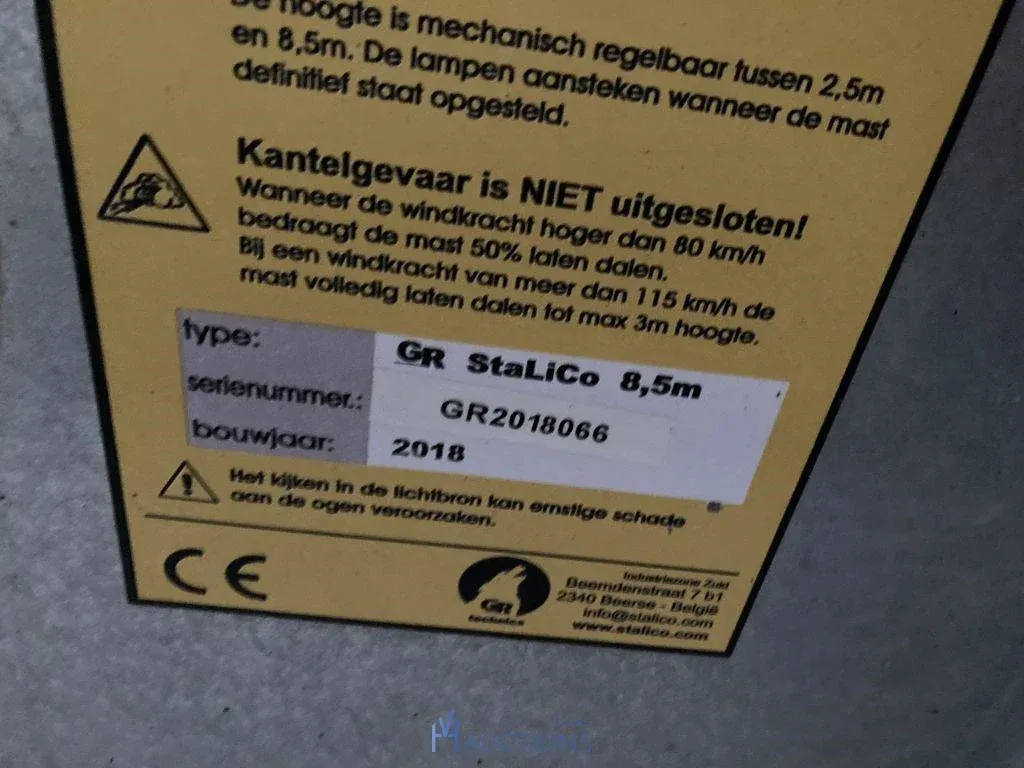 De hoogte is mechanisch regelbaar tussen 2,5m
en 8,5m. De lampen aansteken wanneer de mast
definitief staat opgesteld.
Kantelgevaar is NIET uitgesloten!
Wanneer de windkracht hoger dan 80 km/h
bedraagt de mast 50% laten dalen.
Bij een windkracht van meer dan 115 km/h de
mast volledig laten dalen tot max 3m hoogte.
type: GR StaLiCo 8,5m
serienummer.: GR2018066
bouwjaar: 2018
Het kijken in de lichtbron kan ernstige schade
aan de ogen veroorzaken.
CE
GR
technics
Industriezone Zuid
Beemdenstraat 7 b1
2340 Beerse - België
info@stalico.com
www.stalico.com
AUCTIONS